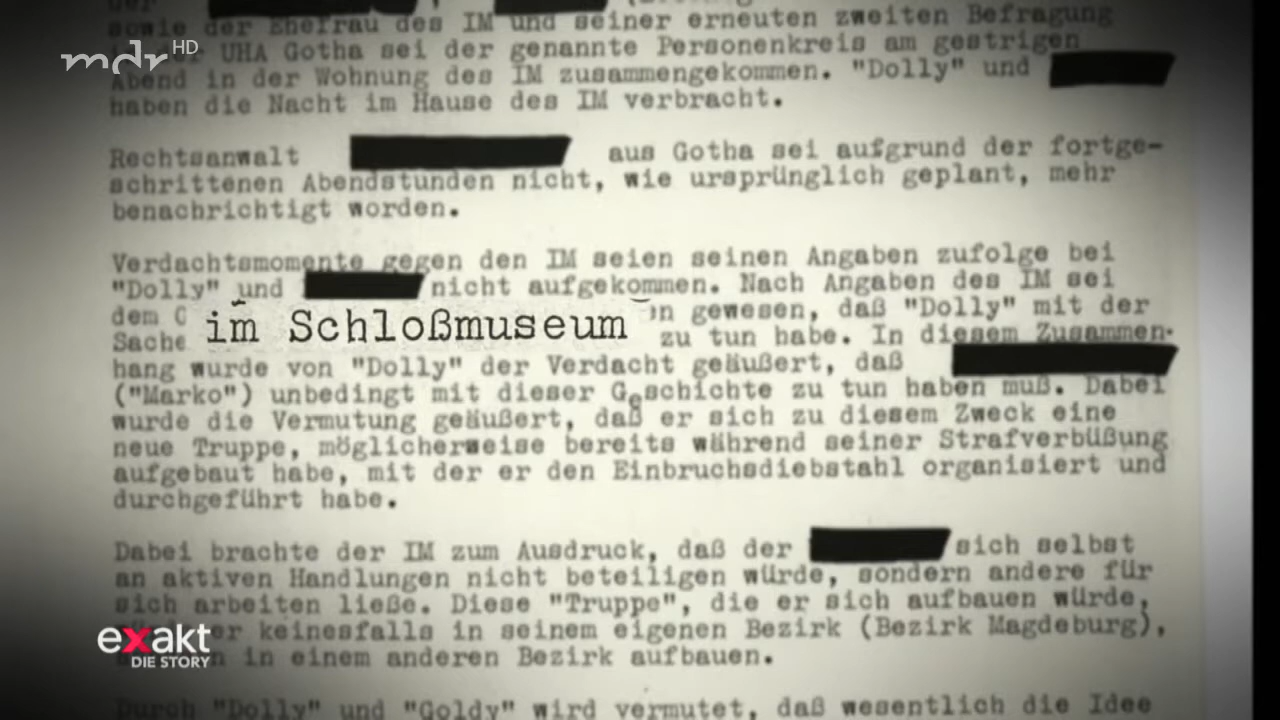 sowie der Ehefrau des IM und seiner erneuten zweiten Befragung
mdr HD
UHA Gotha sei der genannte Personenkreis am gestrigen
Abend in der Wohnung des IM zusammengekommen. "Dolly" und
haben die Nacht im Hause des IM verbracht.
Rechtsanwalt aus Gotha sei aufgrund der fortge-
schrittenen Abendstunden nicht, wie ursprünglich geplant, mehr
benachrichtigt worden.
Verdachtsmomente gegen den IM seien seinen Angaben zufolge bei
"Dolly" und nicht aufgekommen. Nach Angaben des IM sei
dem gewesen, daß "Dolly" mit der
im Schloßmuseum
Sache zu tun habe. In diesem Zusammen-
hang wurde von "Dolly" der Verdacht geäußert, daß
("Marko") unbedingt mit dieser Geschichte zu tun haben muß. Dabei
wurde die Vermutung geäußert, daß er sich zu diesem Zweck eine
neue Truppe, möglicherweise bereits während seiner Strafverbüßung
aufgebaut habe, mit der er den Einbruchsdiebstahl organisiert und
durchgeführt habe.
Dabei brachte der IM zum Ausdruck, daß der sich selbst
an aktiven Handlungen nicht beteiligen würde, sondern andere für
sich arbeiten ließe. Diese "Truppe", die er sich aufbauen würde,
er keinesfalls in seinem eigenen Bezirk (Bezirk Magdeburg),
in einem anderen Bezirk aufbauen.
exakt
DIE STORY
Durch "Dolly" und "Goldy" wird vermutet, daß wesentlich die Idee